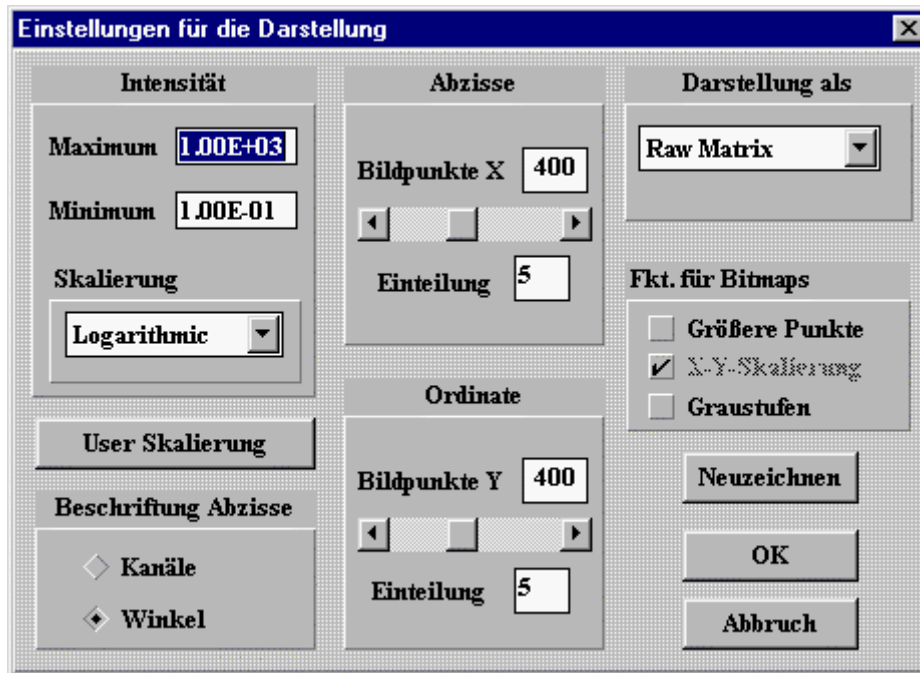 Einstellungen für die Darstellung
Intensität
Maximum 1.00E+03
Minimum 1.00E-01
Skalierung
Logarithmic
User Skalierung
Beschriftung Abzisse
Kanäle
Winkel
Abzisse
Bildpunkte X 400
Einteilung 5
Ordinate
Bildpunkte Y 400
Einteilung 5
Darstellung als
Raw Matrix
Fkt. für Bitmaps
Größere Punkte
X-Y-Skalierung
Graustufen
Neuzeichnen
OK
Abbruch